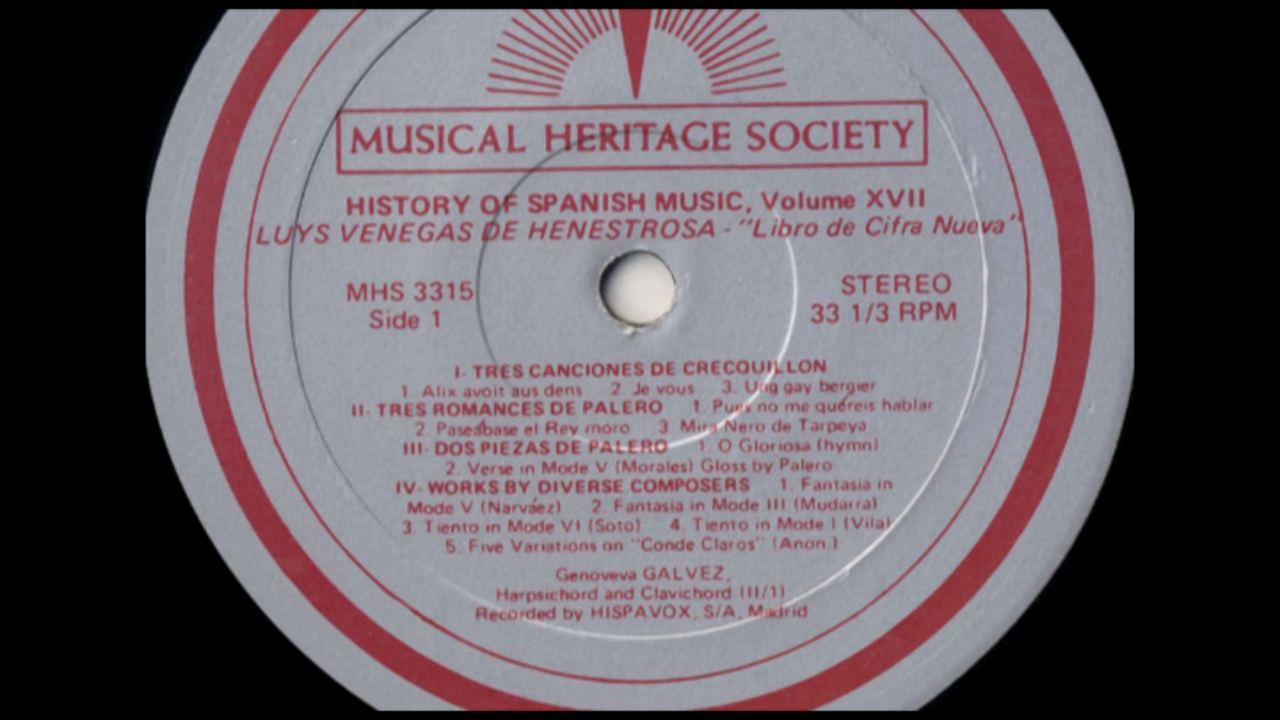 MUSICAL HERITAGE SOCIETY
HISTORY OF SPANISH MUSIC, Volume XVII
LUYS VENEGAS DE HENESTROSA - "Libro de Cifra Nueva"
MHS 3315
Side 1
STEREO
33 1/3 RPM
I- TRES CANCIONES DE CRECQUILLON
1. Alix avoit aus dens 2. Je vous 3. Ung gay bergier
II- TRES ROMANCES DE PALERO 1. Pues no me quéreis hablar
2. Paseábase el Rey moro 3. Mira Nero de Tarpeya
III- DOS PIEZAS DE PALERO 1. O Gloriosa (hymn)
2. Verse in Mode V (Morales) Gloss by Palero
IV- WORKS BY DIVERSE COMPOSERS 1. Fantasia in
Mode V (Narváez) 2. Fantasia in Mode III (Mudarra)
3. Tiento in Mode VI (Soto) 4. Tiento in Mode I (Vila)
5. Five Variations on "Conde Claros" (Anon.)
Genoveva GALVEZ,
Harpsichord and Clavichord (II/1)
Recorded by HISPAVOX, S/A, Madrid